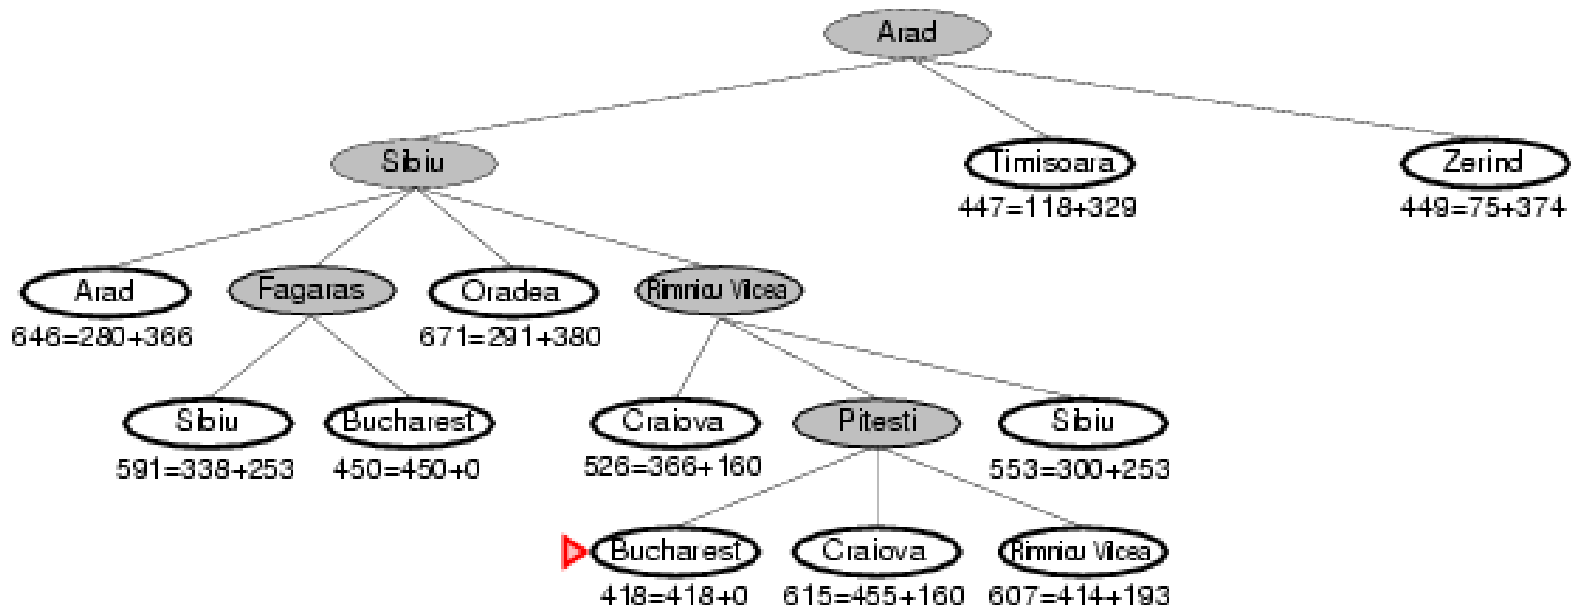 Arad
Sibiu
Timisoara
Zerind
447=118+329
449=75+374
Arad
Fagaras
Oradea
Rimnicu Vilcea
646=280+366
671=291+380
Sibiu
Bucharest
Craiova
Pitesti
Sibiu
591=338+253
450=450+0
526=366+160
553=300+253
Bucharest
Craiova
Rimnicu Vilcea
418=418+0
615=455+160
607=414+193